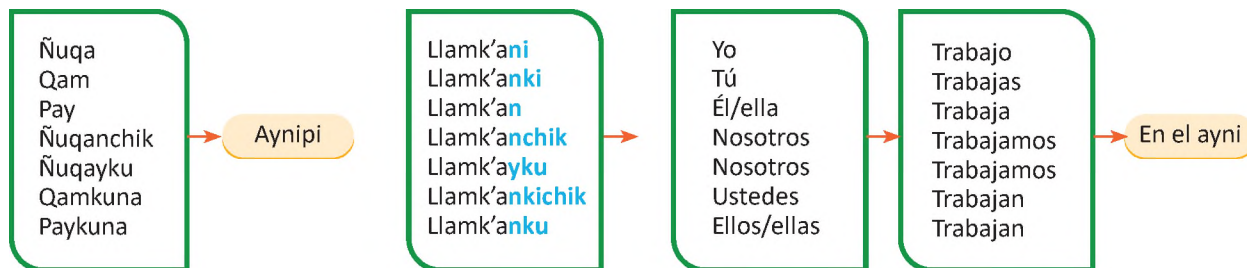 Ñuqa
Qam
Pay
Ñuqanchik
Ñuqayku
Qamkuna
Paykuna
Aynipi
Llamk’ani
Llamk’anki
Llamk’an
Llamk’anchik
Llamk’ayku
Llamk’ankichik
Llamk’anku
Yo
Tú
Él/ella
Nosotros
Nosotros
Ustedes
Ellos/ellas
Trabajo
Trabajas
Trabaja
Trabajamos
Trabajamos
Trabajan
Trabajan
En el ayni